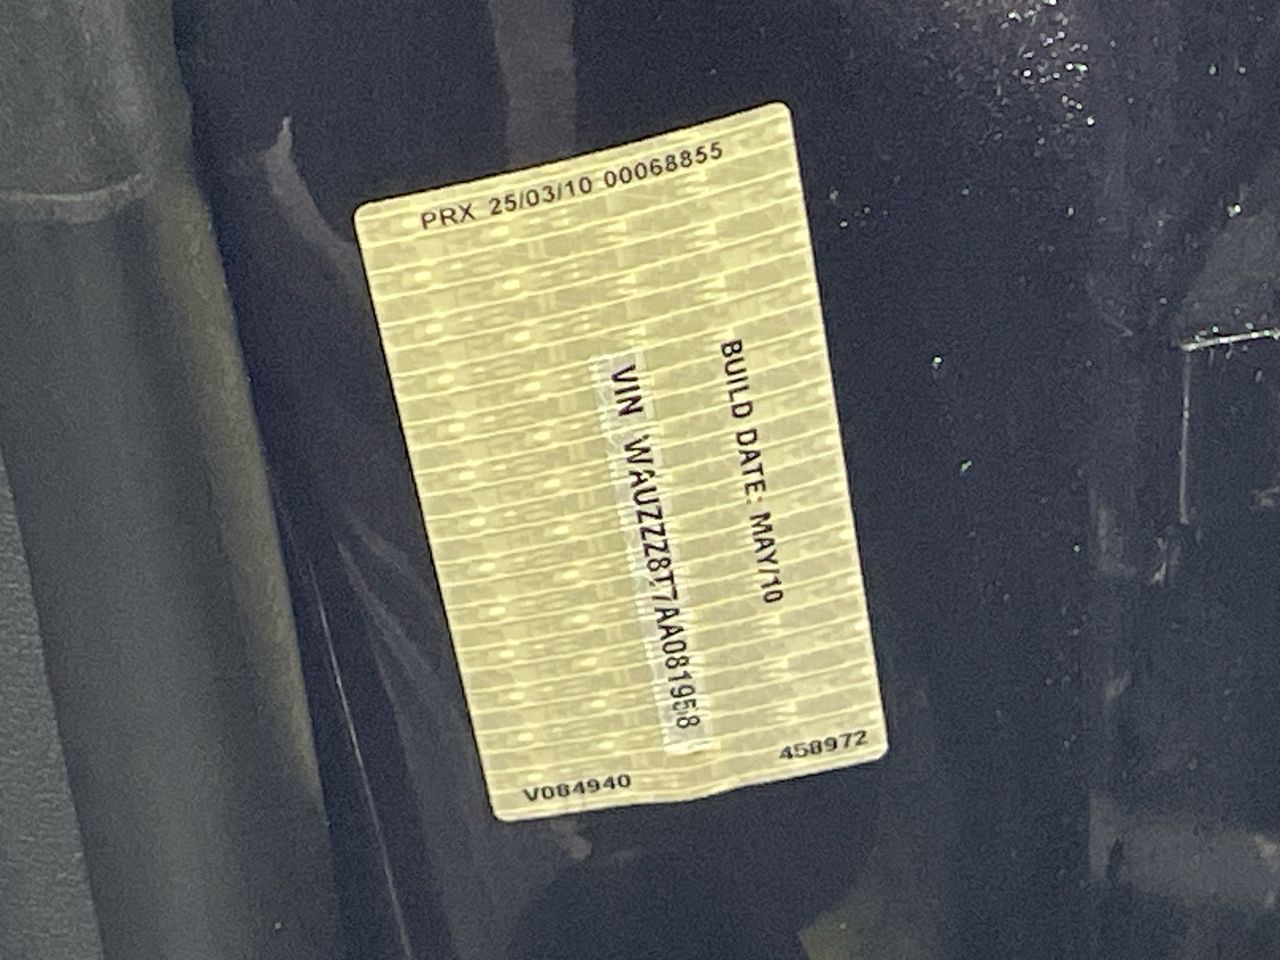 PRX 25/03/10 00068855
BUILD DATE: MAY/10
VIN WAUZZZ8T7AA081958
V084940
458972